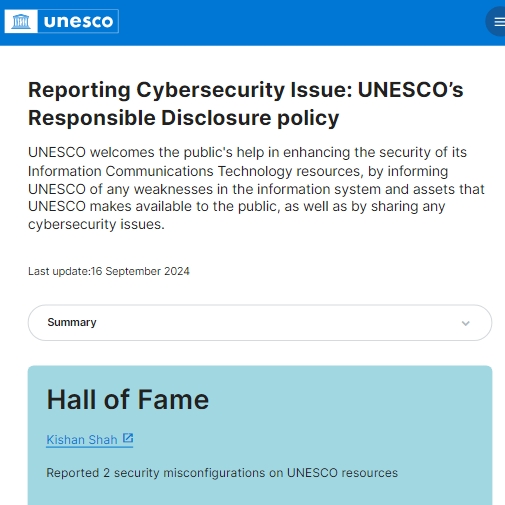 unesco
Reporting Cybersecurity Issue: UNESCO’s
Responsible Disclosure policy
UNESCO welcomes the public's help in enhancing the security of its
Information Communications Technology resources, by informing
UNESCO of any weaknesses in the information system and assets that
UNESCO makes available to the public, as well as by sharing any
cybersecurity issues.
Last update:16 September 2024
Summary
Hall of Fame
Kishan Shah
Reported 2 security misconfigurations on UNESCO resources